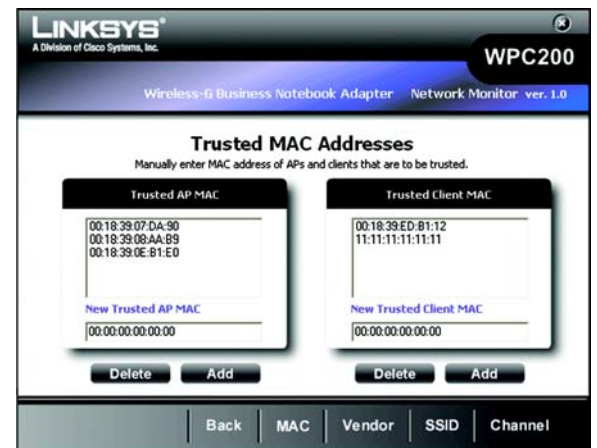 LINKSYS®
A Division of Cisco Systems, Inc.
WPC200
Wireless-G Business Notebook Adapter Network Monitor ver. 1.0
Trusted MAC Addresses
Manually enter MAC address of APs and clients that are to be trusted.
Trusted AP MAC
00:18:39:07:DA:90
00:18:39:08:AA:B9
00:18:39:0E:B1:E0
New Trusted AP MAC
00:00:00:00:00:00
Delete Add
Trusted Client MAC
00:18:39:ED:B1:12
11:11:11:11:11:11
New Trusted Client MAC
00:00:00:00:00:00
Delete Add
Back MAC Vendor SSID Channel